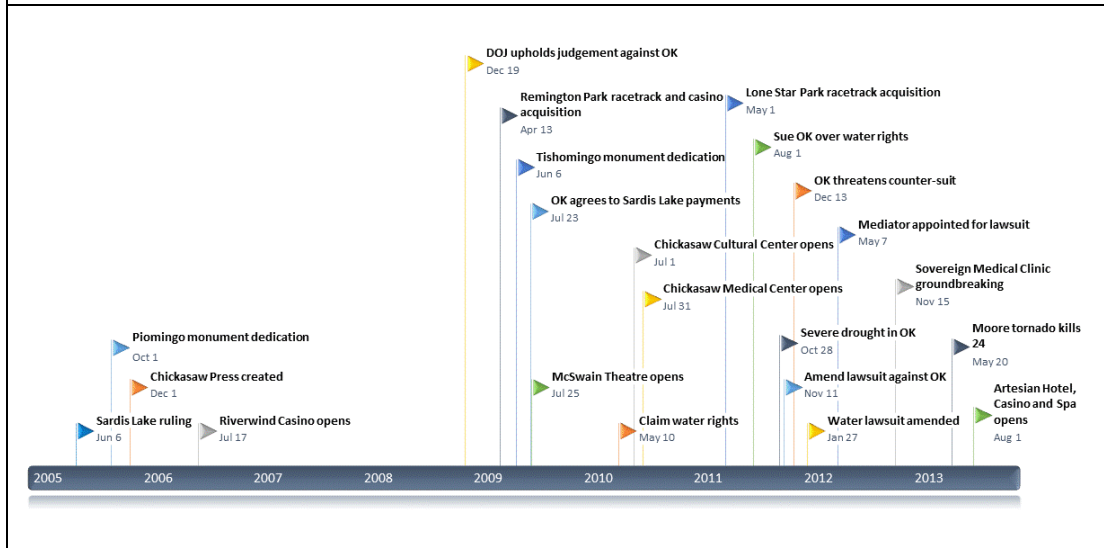 DOJ upholds judgement against OK
Dec 19
Remington Park racetrack and casino
acquisition
Apr 13
Lone Star Park racetrack acquisition
May 1
Sue OK over water rights
Aug 1
Tishomingo monument dedication
Jun 6
OK threatens counter-suit
Dec 13
OK agrees to Sardis Lake payments
Jul 23
Mediator appointed for lawsuit
May 7
Chickasaw Cultural Center opens
Jul 1
Sovereign Medical Clinic
groundbreaking
Nov 15
Chickasaw Medical Center opens
Jul 31
Piomingo monument dedication
Oct 1
Severe drought in OK
Oct 28
Moore tornado kills
24
May 20
Chickasaw Press created
Dec 1
McSwain Theatre opens
Jul 25
Amend lawsuit against OK
Nov 11
Artesian Hotel,
Casino and Spa
opens
Aug 1
Sardis Lake ruling
Jun 6
Riverwind Casino opens
Jul 17
Claim water rights
May 10
Water lawsuit amended
Jan 27
2005 2006 2007 2008 2009 2010 2011 2012 2013